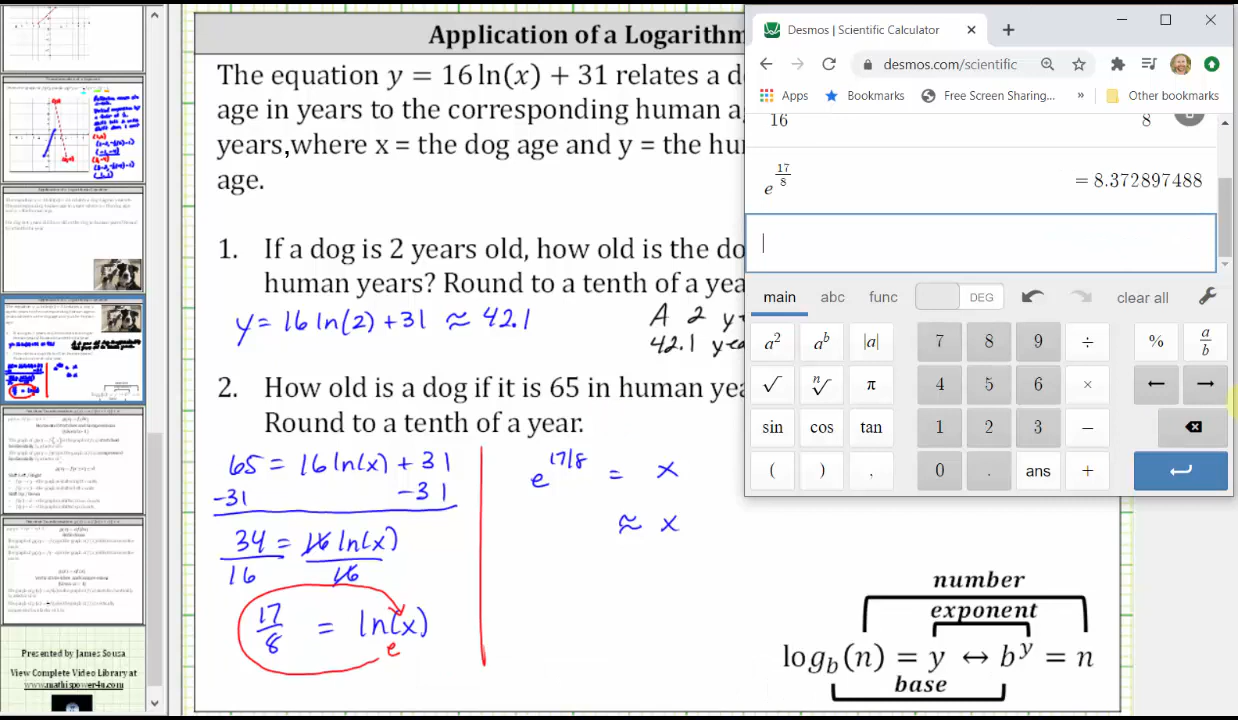 Application of a Logarithm
The equation y = 16 ln(x) + 31 relates a d
age in years to the corresponding human a
years, where x = the dog age and y = the hu
age.
1. If a dog is 2 years old, how old is the do
human years? Round to a tenth of a yea
y = 16 ln(2) + 31 ≈ 42.1
A 2 y
42.1 yea
2. How old is a dog if it is 65 in human yea
Round to a tenth of a year.
65 = 16 ln(x) + 31
-31 -31
34 = 16 ln(x)
16 16
17/8 = ln(x)
e
e^17/8 = x
≈ x
number
exponent
log_b(n) = y ↔ b^y = n
base
Desmos | Scientific Calculator
desmos.com/scientific
Apps Bookmarks Free Screen Sharing... » Other bookmarks
16 8
e^17/8 = 8.372897488
main abc func DEG clear all
a² a^b |a| 7 8 9 ÷ % a/b
√ ⁿ√ π 4 5 6 × ← →
sin cos tan 1 2 3 −
( ) , 0 . ans +
Presented by James Sousa
View Complete Video Library at
www.mathispower4u.com